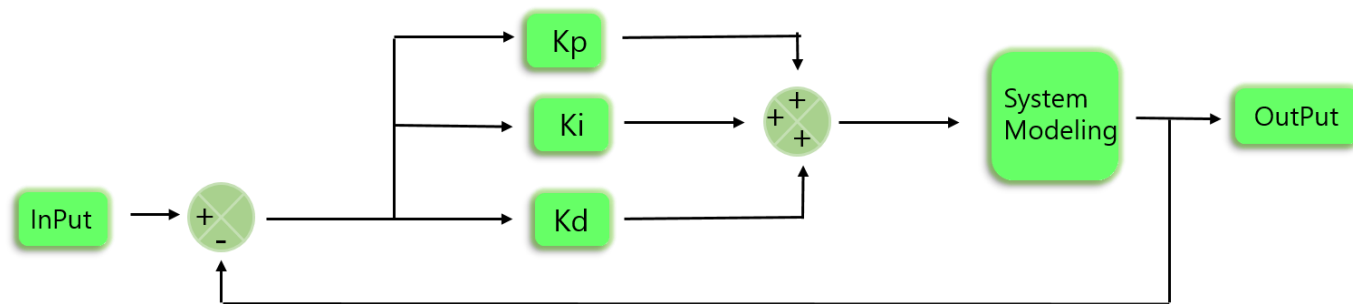 Kp
+
Ki
+
+
System
Modeling
OutPut
InPut
+
-
Kd